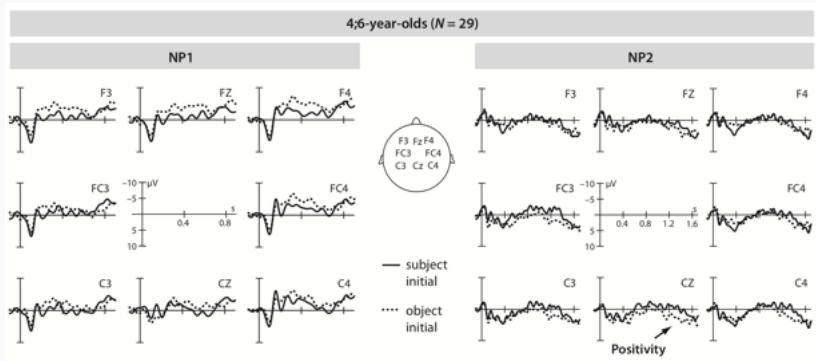 4;6-year-olds (N = 29)
NP1
NP2
F3
FZ
F4
FC3
−10 μV
−5
s
0.4
0.8
5
10
FC4
C3
CZ
C4
F3 Fz F4
FC3 FC4
C3 Cz C4
subject
initial
object
initial
F3
FZ
F4
FC3
−10 μV
−5
s
0.4 0.8 1.2 1.6
5
10
FC4
C3
CZ
C4
Positivity